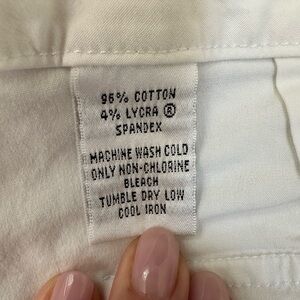 96% COTTON
4% LYCRA ®
SPANDEX
MACHINE WASH COLD
ONLY NON-CHLORINE
BLEACH
TUMBLE DRY LOW
COOL IRON